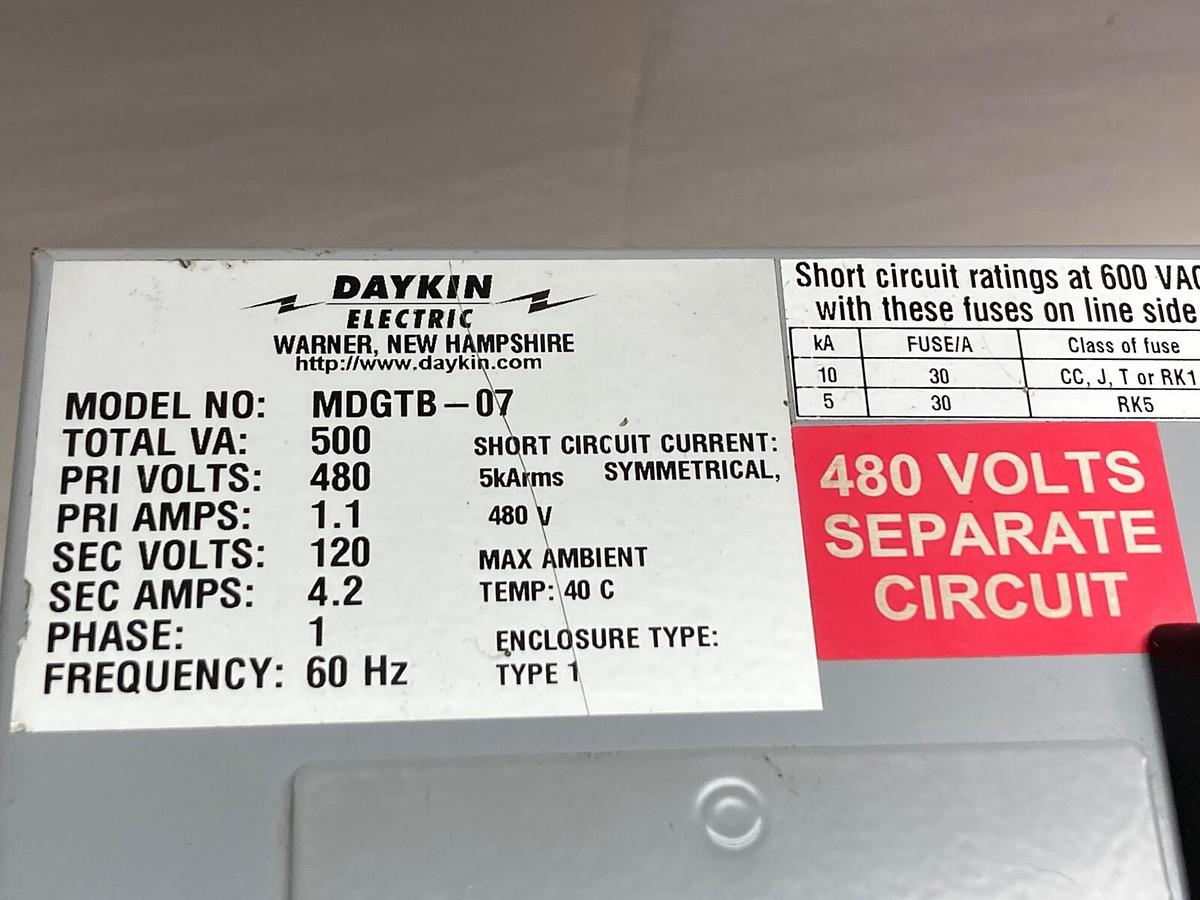 DAYKIN
ELECTRIC
WARNER, NEW HAMPSHIRE
http://www.daykin.com
MODEL NO: MDGTB-07
TOTAL VA: 500
PRI VOLTS: 480
PRI AMPS: 1.1
SEC VOLTS: 120
SEC AMPS: 4.2
PHASE: 1
FREQUENCY: 60 Hz
SHORT CIRCUIT CURRENT:
5kArms SYMMETRICAL,
480 V
MAX AMBIENT
TEMP: 40 C
ENCLOSURE TYPE:
TYPE 1
Short circuit ratings at 600 VAC
with these fuses on line side
kA FUSE/A Class of fuse
10 30 CC, J, T or RK1
5 30 RK5
480 VOLTS
SEPARATE
CIRCUIT